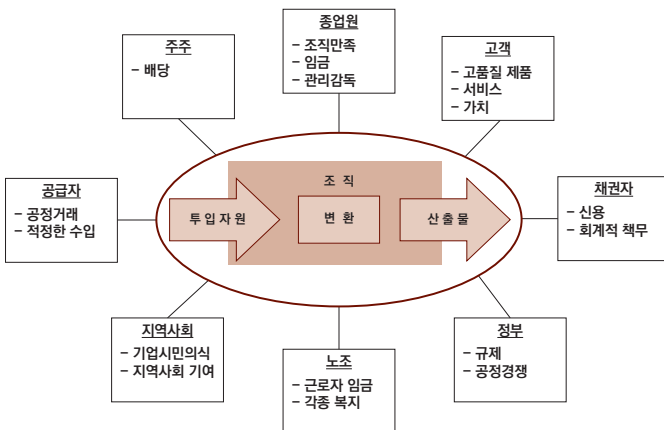 주주
– 배당
종업원
– 조직만족
– 임금
– 관리감독
고객
– 고품질 제품
– 서비스
– 가치
공급자
– 공정거래
– 적정한 수입
조 직
투입자원
변 환
산출물
채권자
– 신용
– 회계적 책무
지역사회
– 기업시민의식
– 지역사회 기여
노조
– 근로자 임금
– 각종 복지
정부
– 규제
– 공정경쟁